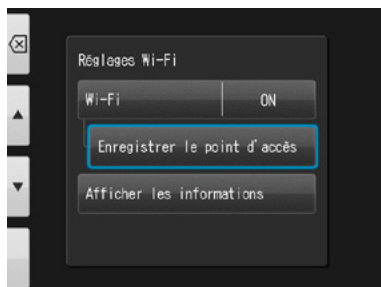 Réglages Wi-Fi
Wi-Fi ON
Enregistrer le point d'accès
Afficher les informations